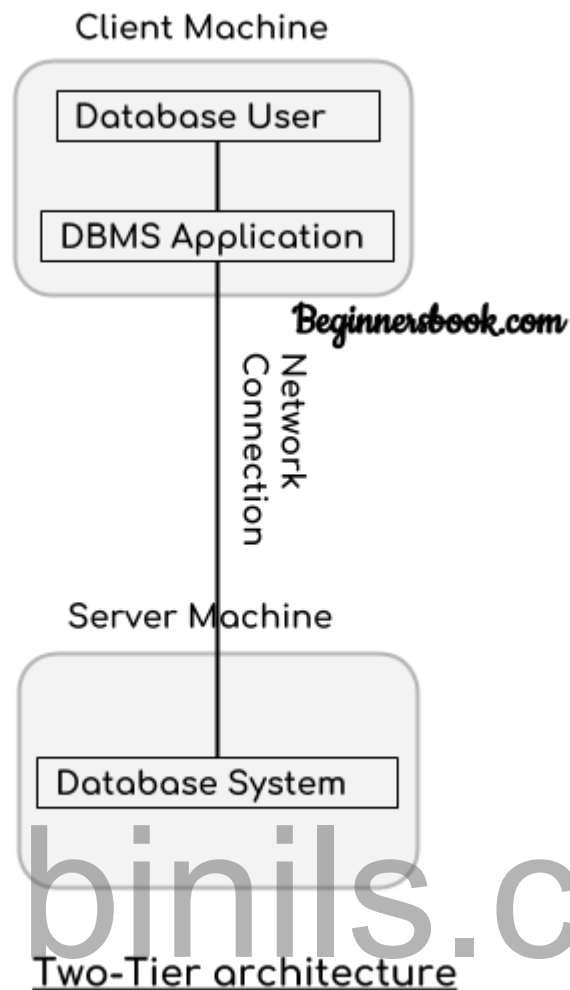 Client Machine
Database User
DBMS Application
Beginnersbook.com
Network
Connection
Server Machine
Database System
binils.c
Two-Tier architecture